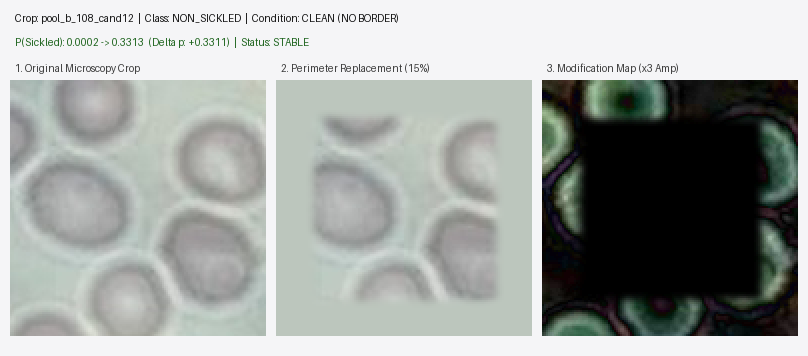 Crop: pool_b_108_cand12 | Class: NON_SICKLED | Condition: CLEAN (NO BORDER)
P(Sickled): 0.0002 -> 0.3313 (Delta p: +0.3311) | Status: STABLE
1. Original Microscopy Crop
2. Perimeter Replacement (15%)
3. Modification Map (x3 Amp)